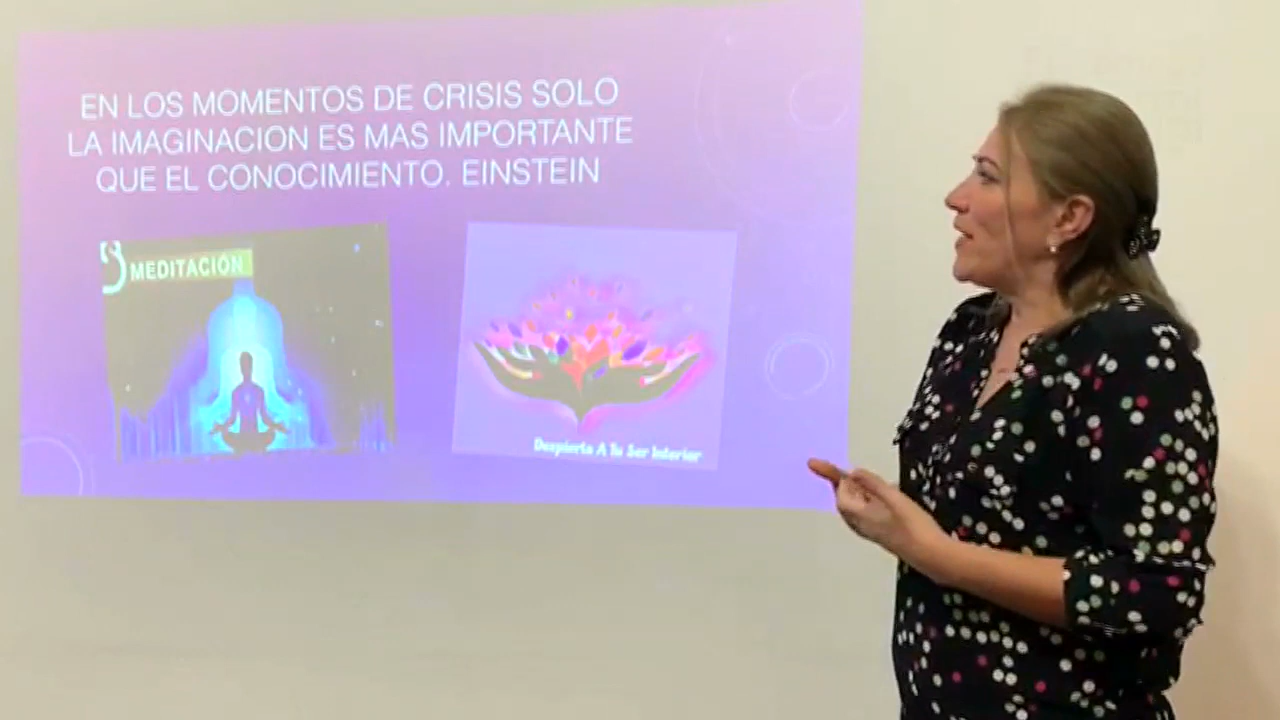 EN LOS MOMENTOS DE CRISIS SOLO
LA IMAGINACION ES MAS IMPORTANTE
QUE EL CONOCIMIENTO. EINSTEIN
MEDITACIÓN
Despierta A Tu Ser Interior